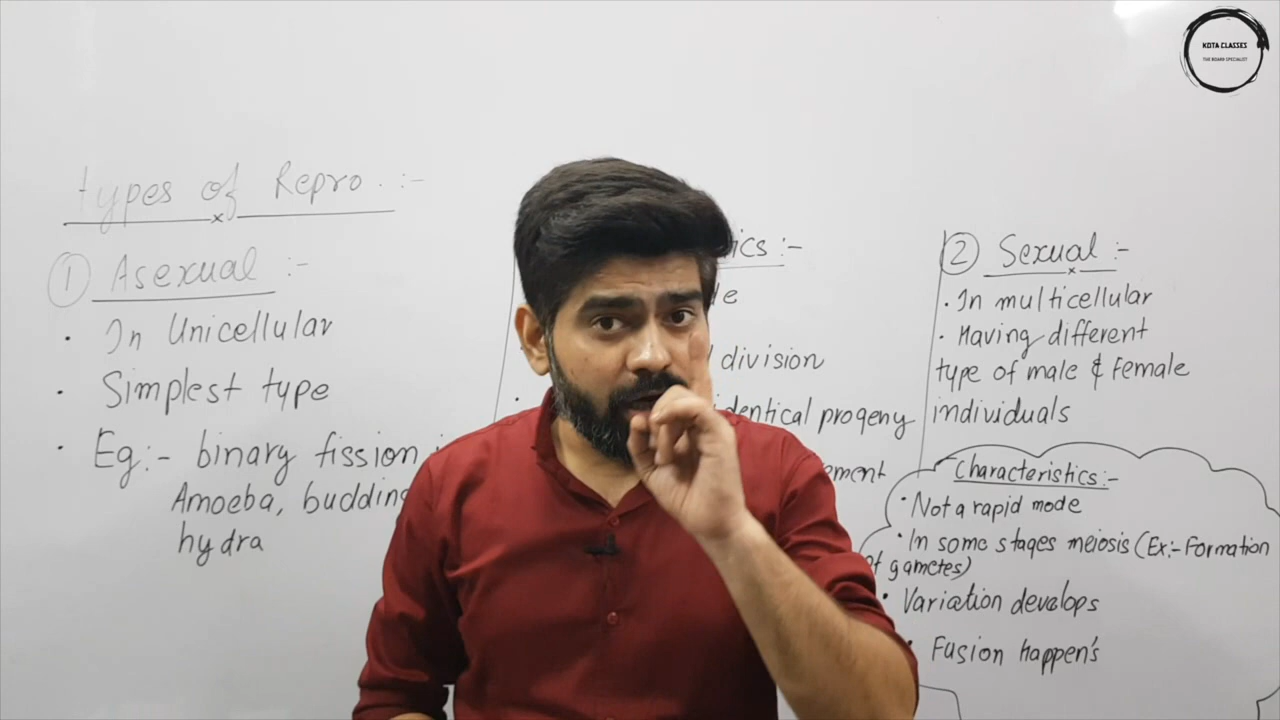 KOTA CLASSES
THE BOARD SPECIALIST
Types of Repro. :-
1 Asexual :-
• In Unicellular
• Simplest type
• Eg:- binary fission
Amoeba, budding
hydra
ics :-
division
identical progeny
ement
2 Sexual :-
• In multicellular
• Having different
type of male & Female
individuals
Characteristics:-
• Not a rapid mode
• In some stages meiosis (Ex:- Formation
of gametes)
• Variation develops
• Fusion happen's